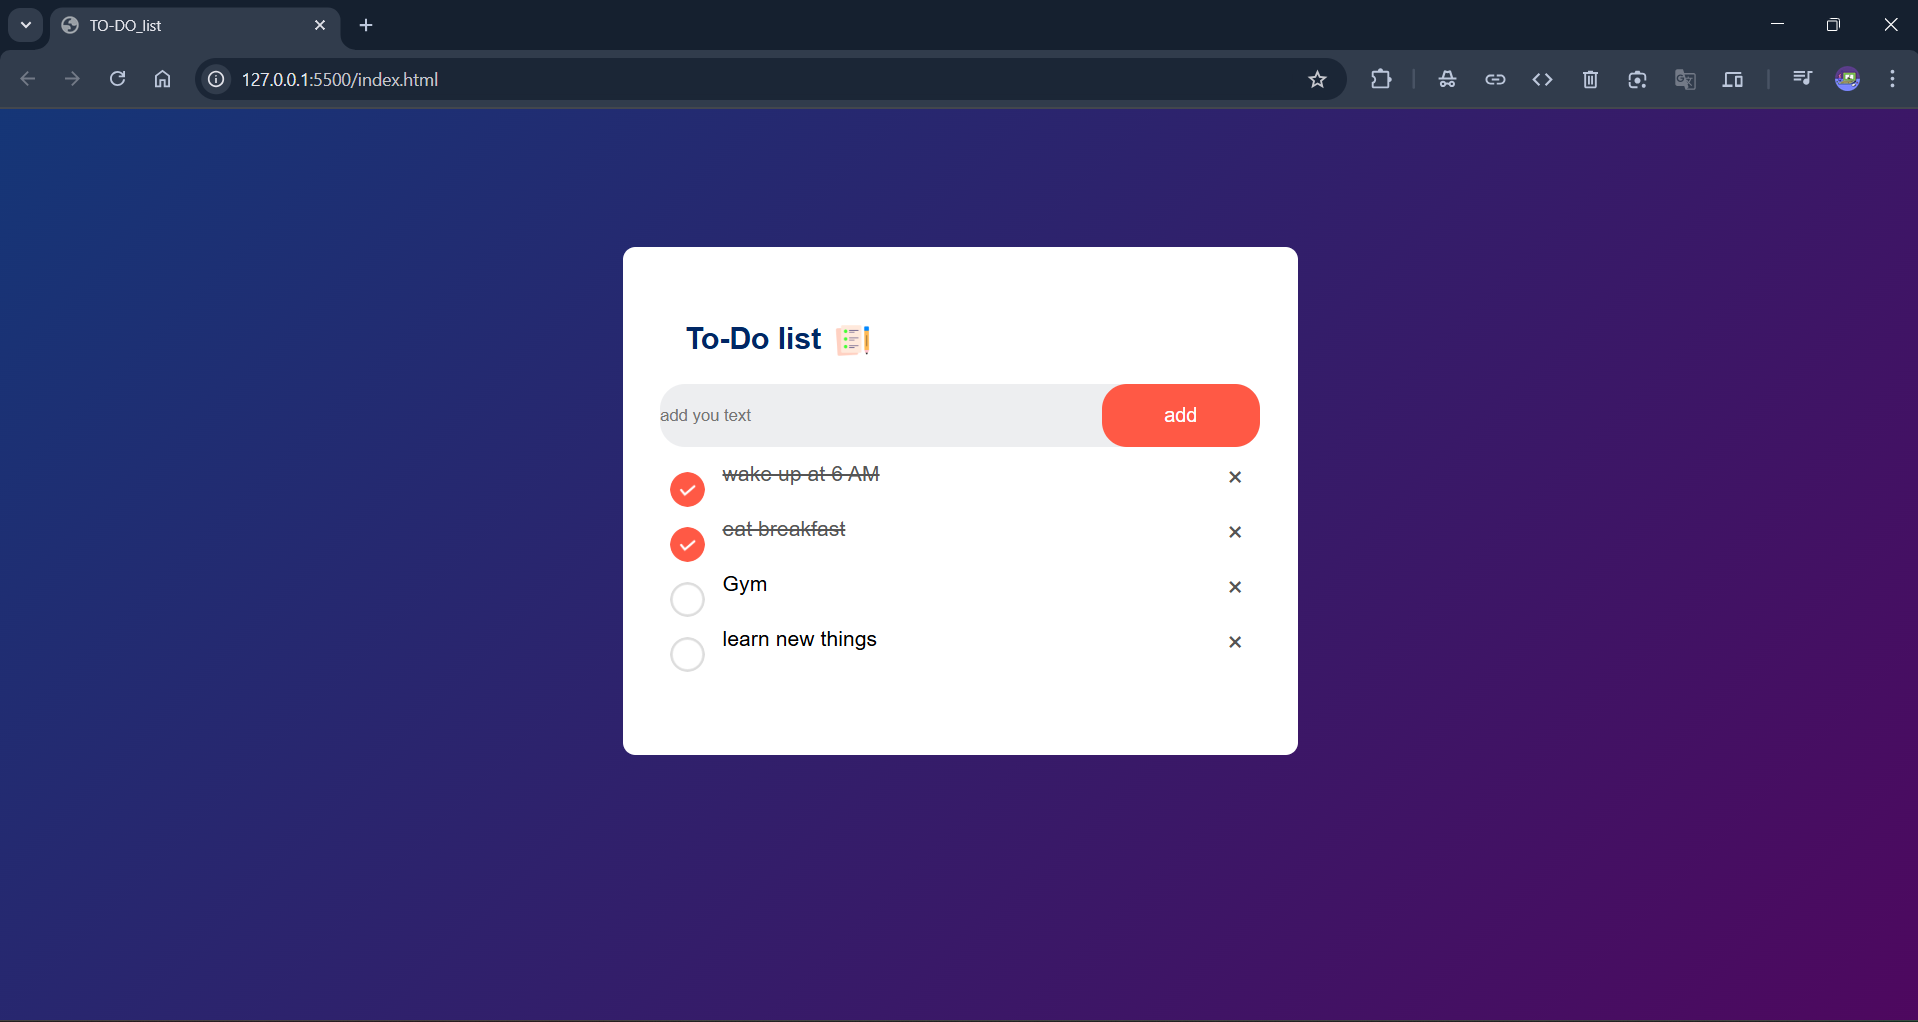 TO-DO_list
127.0.0.1:5500/index.html
To-Do list
add you text
add
wake up at 6 AM
eat breakfast
Gym
learn new things